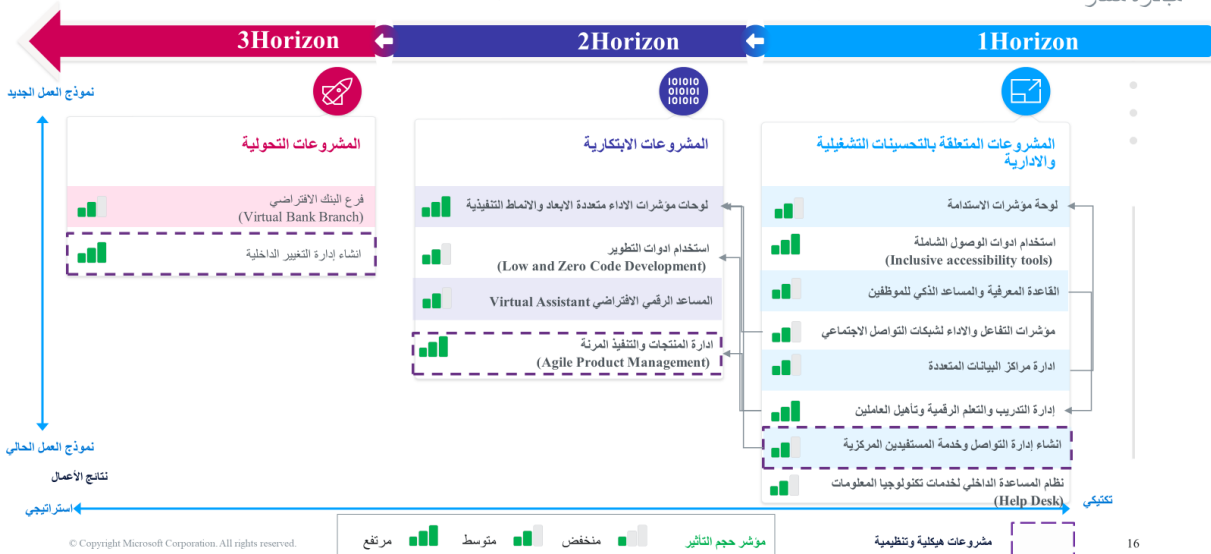 1Horizon
2Horizon
3Horizon
نموذج العمل الجديد
المشروعات المتعلقة بالتحسينات التشغيلية
والادارية
لوحة مؤشرات الاستدامة
استخدام ادوات الوصول الشاملة
(Inclusive accessibility tools)
القاعدة المعرفية والمساعد الذكي للموظفين
مؤشرات التفاعل والاداء لشبكات التواصل الاجتماعي
ادارة مراكز البيانات المتعددة
إدارة التدريب والتعلم الرقمية وتأهيل العاملين
انشاء إدارة التواصل وخدمة المستفيدين المركزية
نظام المساعدة الداخلي لخدمات تكنولوجيا المعلومات
(Help Desk)
المشروعات الابتكارية
لوحات مؤشرات الاداء متعددة الابعاد والانماط التنفيذية
استخدام ادوات التطوير
(Low and Zero Code Development)
المساعد الرقمي الافتراضي Virtual Assistant
ادارة المنتجات والتنفيذ المرنة
(Agile Product Management)
المشروعات التحولية
فرع البنك الافتراضي
(Virtual Bank Branch)
انشاء إدارة التغيير الداخلية
نموذج العمل الحالي
نتائج الأعمال
تكتيكي
استراتيجي
16
مشروعات هيكلية وتنظيمية
مؤشر حجم التأثير
منخفض
متوسط
مرتفع
© Copyright Microsoft Corporation. All rights reserved.
101010
010101
101010